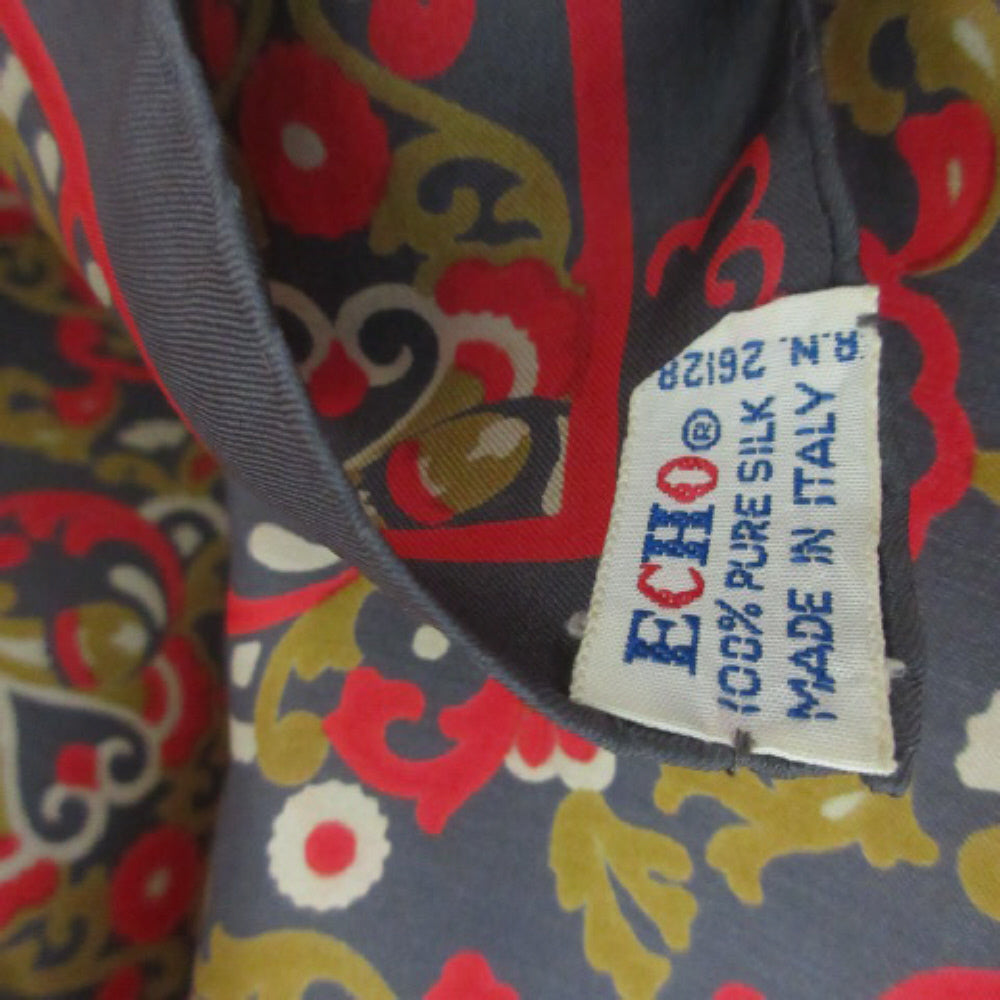 ECHO®
100% PURE SILK
MADE IN ITALY
R.N. 26128